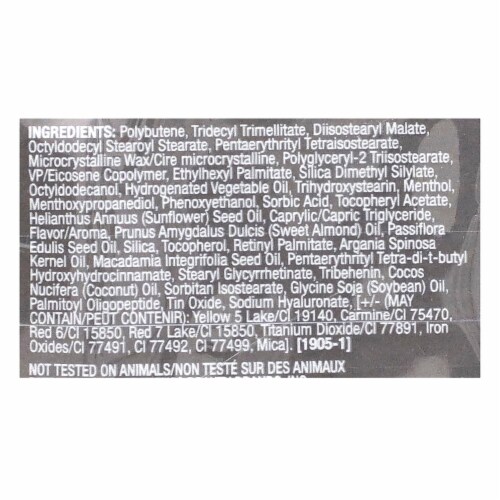 INGREDIENTS: Polybutene, Tridecyl Trimellitate, Diisostearyl Malate,
Octyldodecyl Stearoyl Stearate, Pentaerythrityl Tetraisostearate,
Microcrystalline Wax/Cire microcrystalline, Polyglyceryl-2 Triisostearate,
VP/Eicosene Copolymer, Ethylhexyl Palmitate, Silica Dimethyl Silylate,
Octyldodecanol, Hydrogenated Vegetable Oil, Trihydroxystearin, Menthol,
Menthoxypropanediol, Phenoxyethanol, Sorbic Acid, Tocopheryl Acetate,
Helianthus Annuus (Sunflower) Seed Oil, Caprylic/Capric Triglyceride,
Flavor/Aroma, Prunus Amygdalus Dulcis (Sweet Almond) Oil, Passiflora
Edulis Seed Oil, Silica, Tocopherol, Retinyl Palmitate, Argania Spinosa
Kernel Oil, Macadamia Integrifolia Seed Oil, Pentaerythrityl Tetra-di-t-butyl
Hydroxyhydrocinnamate, Stearyl Glycyrrhetinate, Tribehenin, Cocos
Nucifera (Coconut) Oil, Sorbitan Isostearate, Glycine Soja (Soybean) Oil,
Palmitoyl Oligopeptide, Tin Oxide, Sodium Hyaluronate, [+/- (MAY
CONTAIN/PEUT CONTENIR): Yellow 5 Lake/CI 19140, Carmine/CI 75470,
Red 6/CI 15850, Red 7 Lake/CI 15850, Titanium Dioxide/CI 77891, Iron
Oxides/CI 77491, CI 77492, CI 77499, Mica]. [1905-1]
NOT TESTED ON ANIMALS/NON TESTÉ SUR DES ANIMAUX